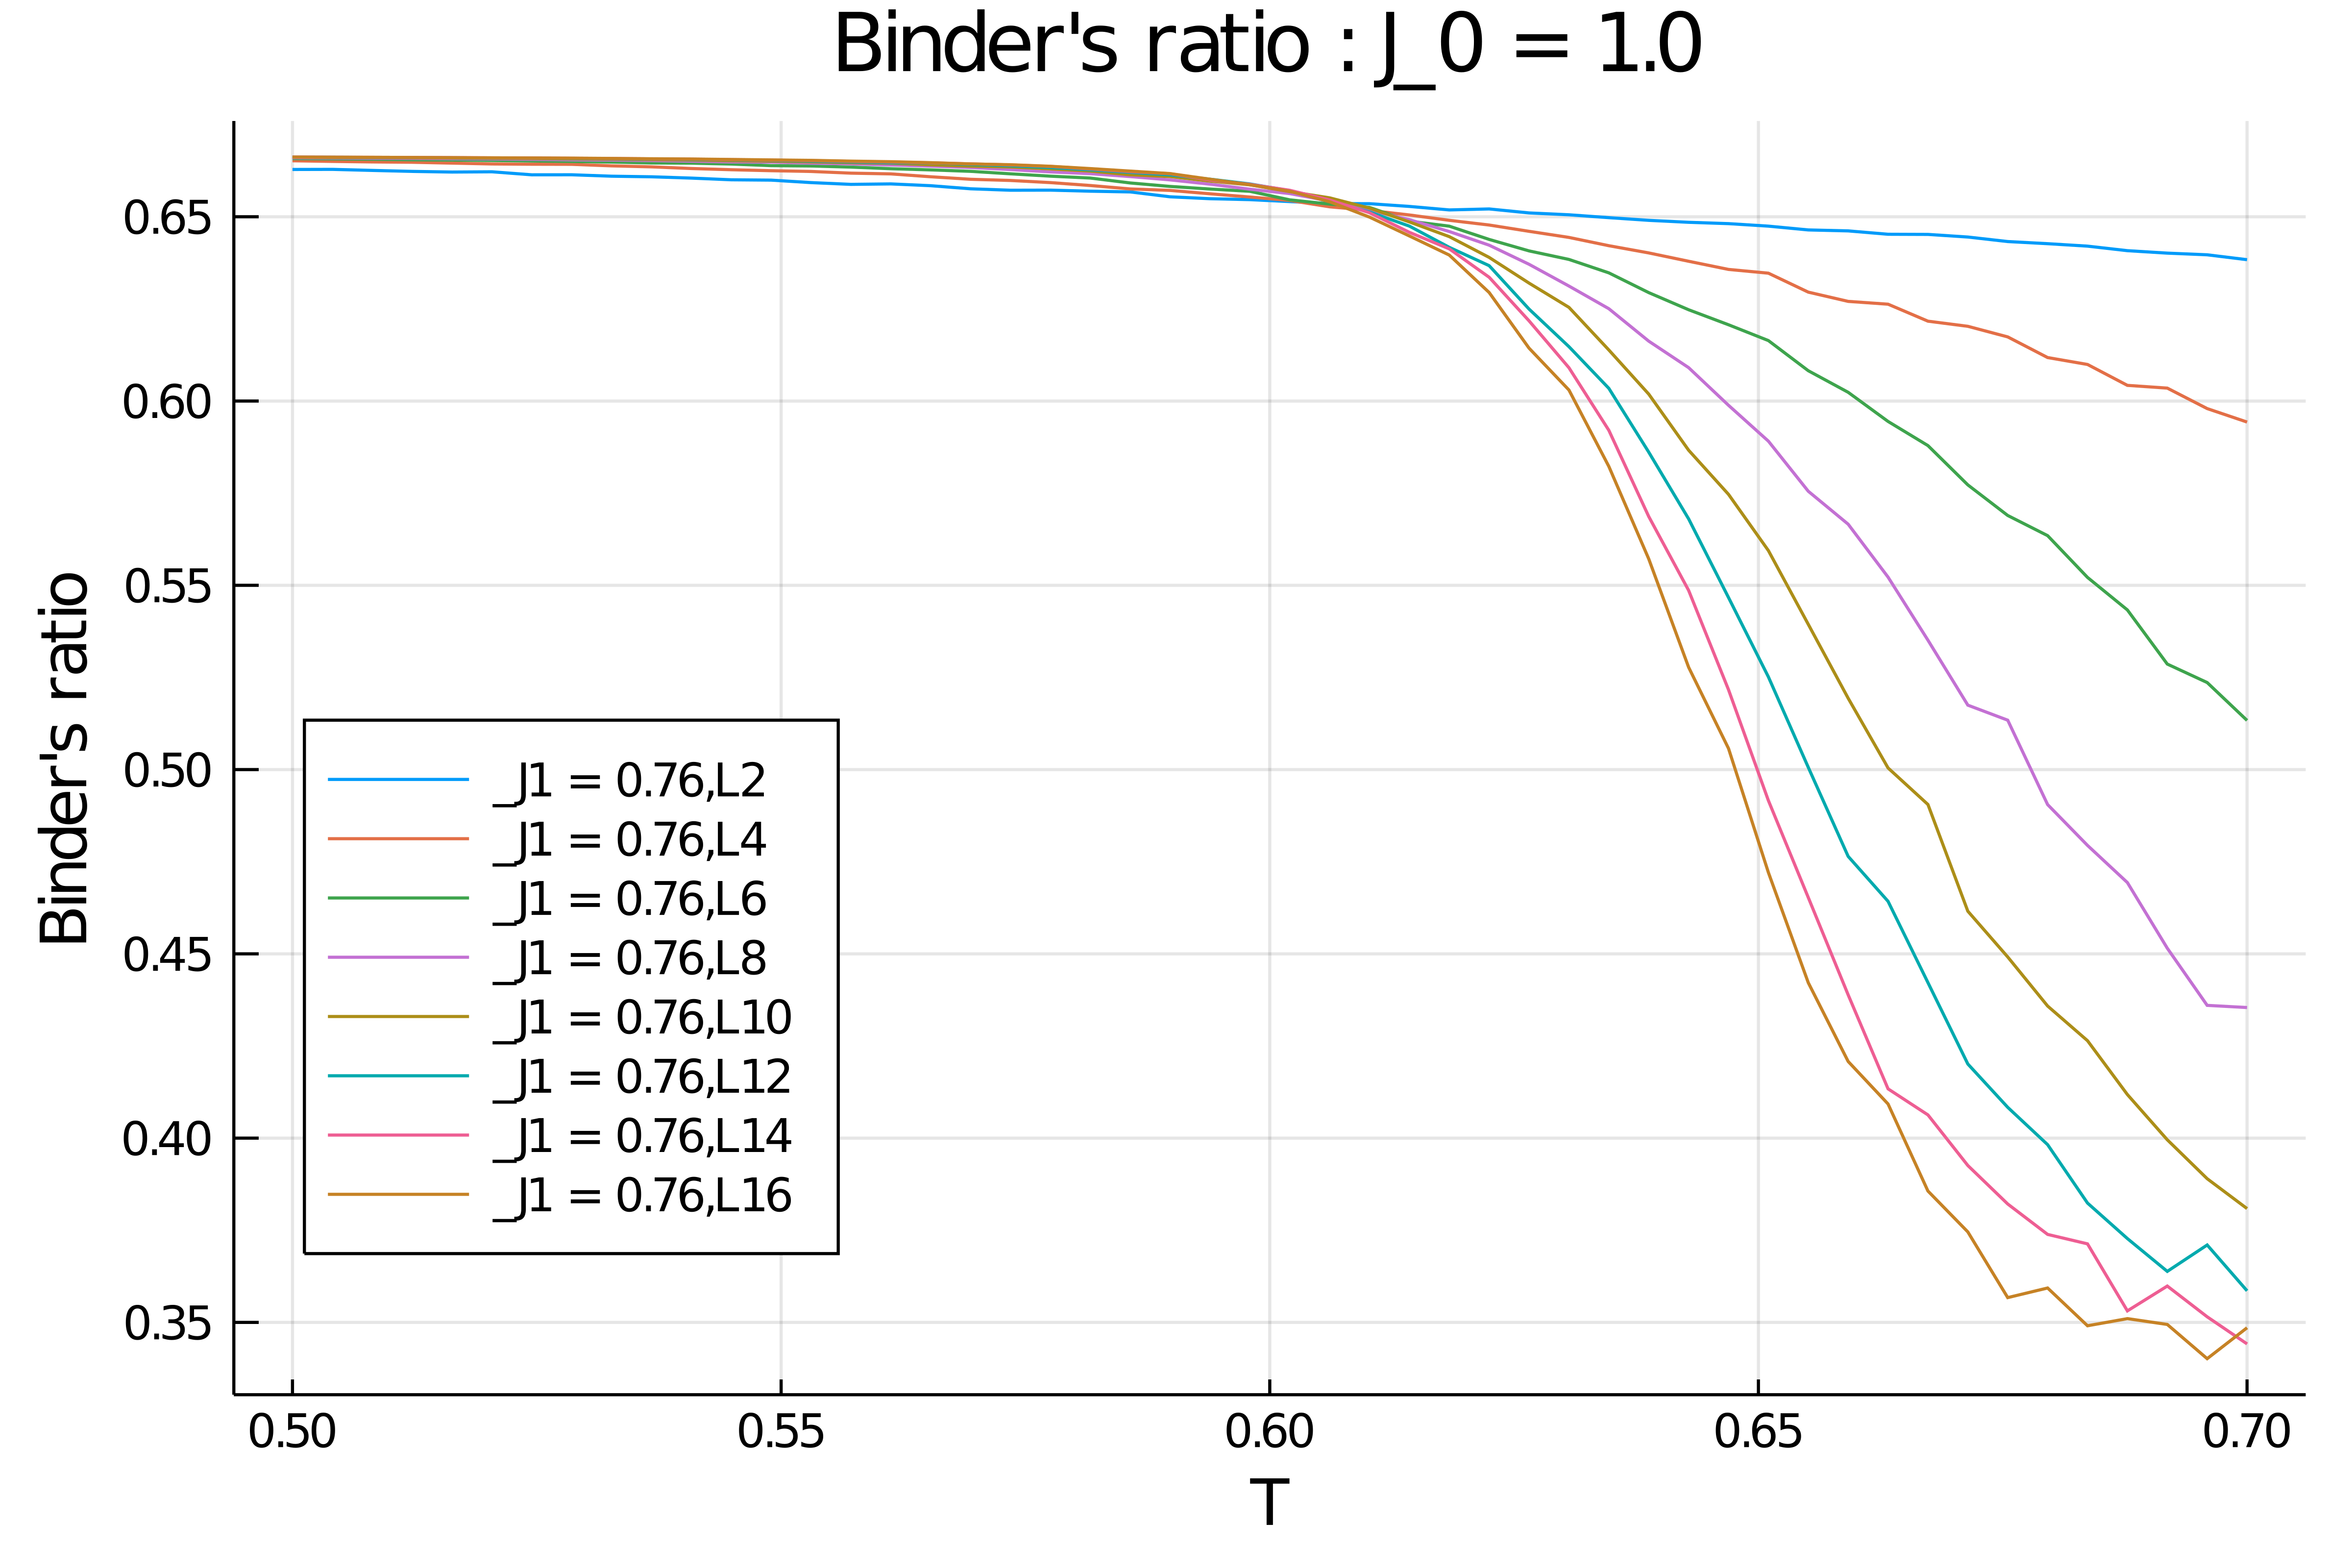 Binder's ratio : J_0 = 1.0
Binder's ratio
0.65
0.60
0.55
0.50
0.45
0.40
0.35
_J1 = 0.76,L2
_J1 = 0.76,L4
_J1 = 0.76,L6
_J1 = 0.76,L8
_J1 = 0.76,L10
_J1 = 0.76,L12
_J1 = 0.76,L14
_J1 = 0.76,L16
0.50 0.55 0.60 0.65 0.70
T